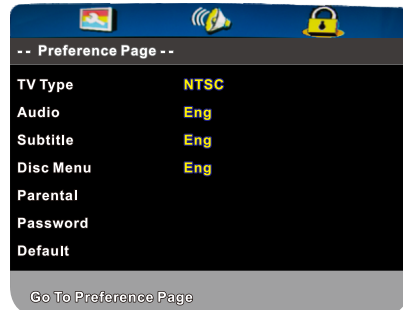 -- Preference Page --
TV Type NTSC
Audio Eng
Subtitle Eng
Disc Menu Eng
Parental
Password
Default
Go To Preference Page